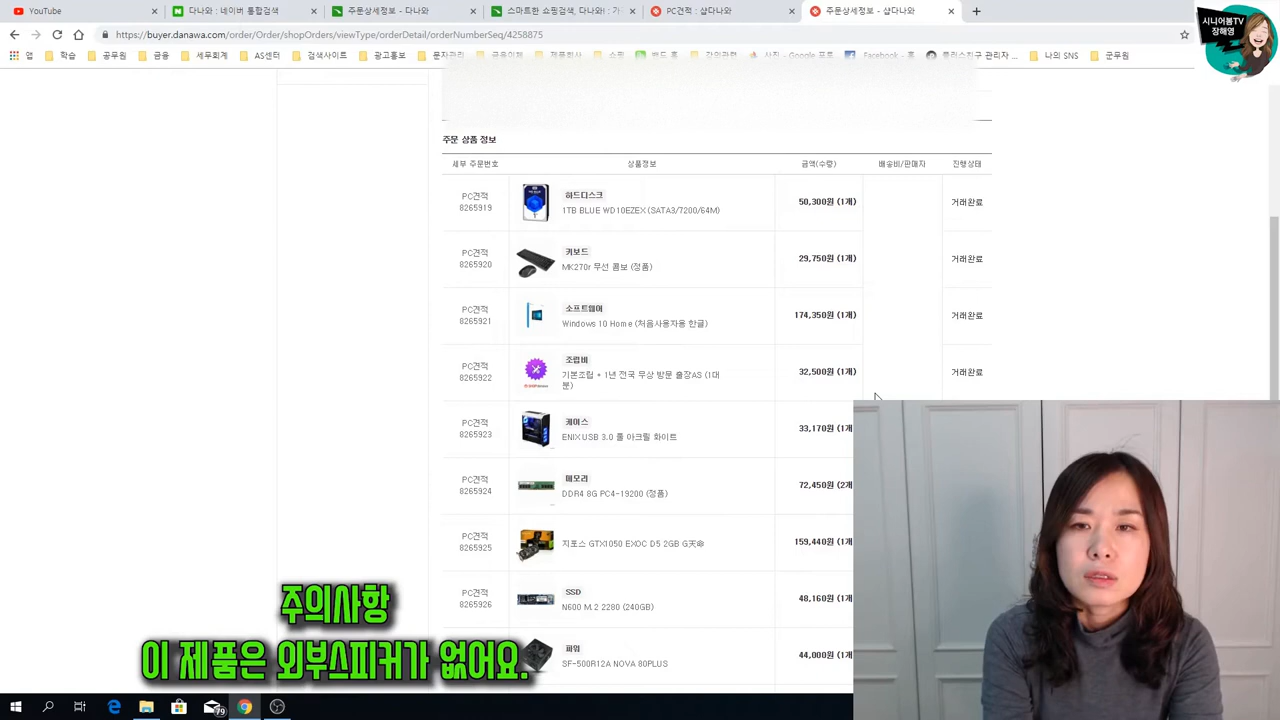 YouTube
다나와 : 네이버 통합검색
주문상세정보 - 다나와
스마트한 쇼핑검색, 다나와! : 가
PC견적 : 샵다나와
주문상세정보 - 샵다나와
시니어봄TV
장해영
https://buyer.danawa.com/order/Order/shopOrders/viewType/orderDetail/orderNumberSeq/4258875
앱
학습
공무원
금융
세무회계
AS센터
검색사이트
광고홍보
나의 SNS
군무원
주문 상품 정보
세부 주문번호 상품정보 금액(수량) 배송비/판매자 진행상태
PC견적
8265919
하드디스크
1TB BLUE WD10EZEX (SATA3/7200/64M)
50,300원 (1개)
거래완료
PC견적
8265920
키보드
MK270r 무선 콤보 (정품)
29,750원 (1개)
거래완료
PC견적
8265921
소프트웨어
Windows 10 Home (처음사용자용 한글)
174,350원 (1개)
거래완료
PC견적
8265922
조립비
기본조립 + 1년 전국 무상 방문 출장AS (1대
분)
32,500원 (1개)
거래완료
PC견적
8265923
케이스
ENIX USB 3.0 풀 아크릴 화이트
33,170원 (1개
PC견적
8265924
메모리
DDR4 8G PC4-19200 (정품)
72,450원 (2개
PC견적
8265925
지포스 GTX1050 EXOC D5 2GB G天命
159,440원 (1개
PC견적
8265926
SSD
N600 M.2 2280 (240GB)
48,160원 (1개
파워
SF-500R12A NOVA 80PLUS
44,000원 (1개
주의사항
이 제품은 외부스피커가 없어요.